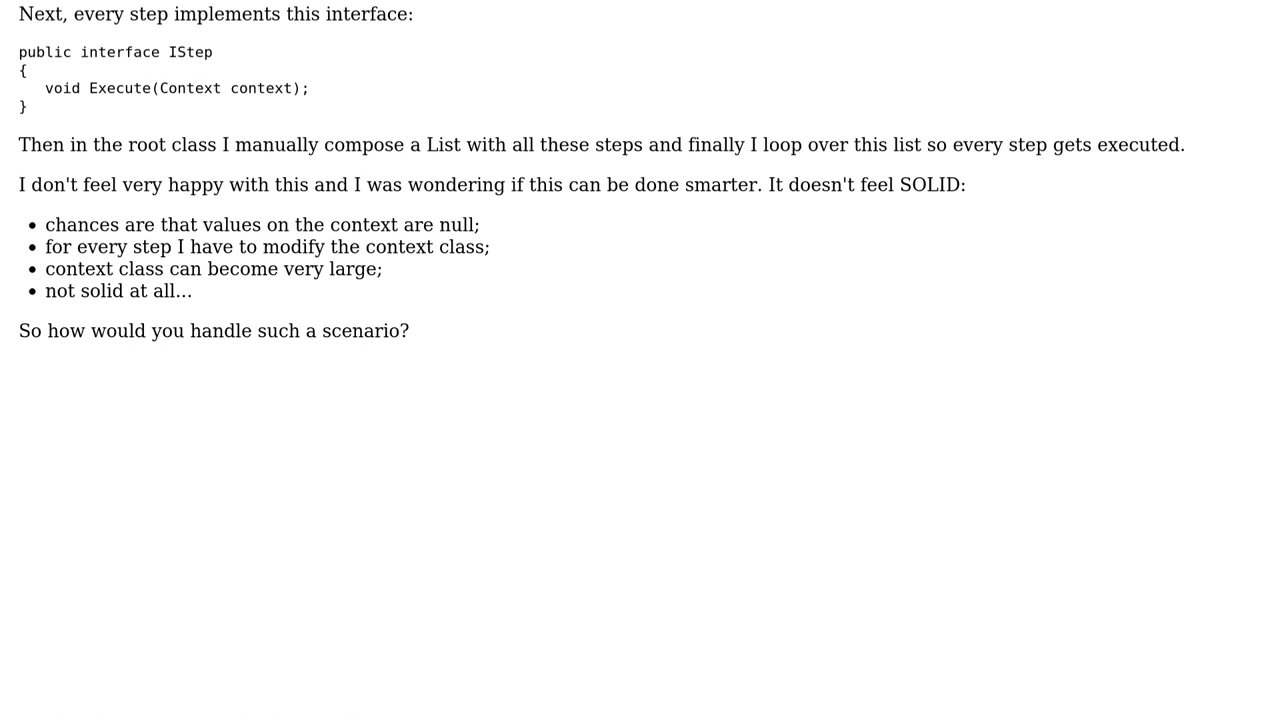 Next, every step implements this interface:
public interface IStep
{
   void Execute(Context context);
}
Then in the root class I manually compose a List with all these steps and finally I loop over this list so every step gets executed.
I don't feel very happy with this and I was wondering if this can be done smarter. It doesn't feel SOLID:
• chances are that values on the context are null;
• for every step I have to modify the context class;
• context class can become very large;
• not solid at all...
So how would you handle such a scenario?